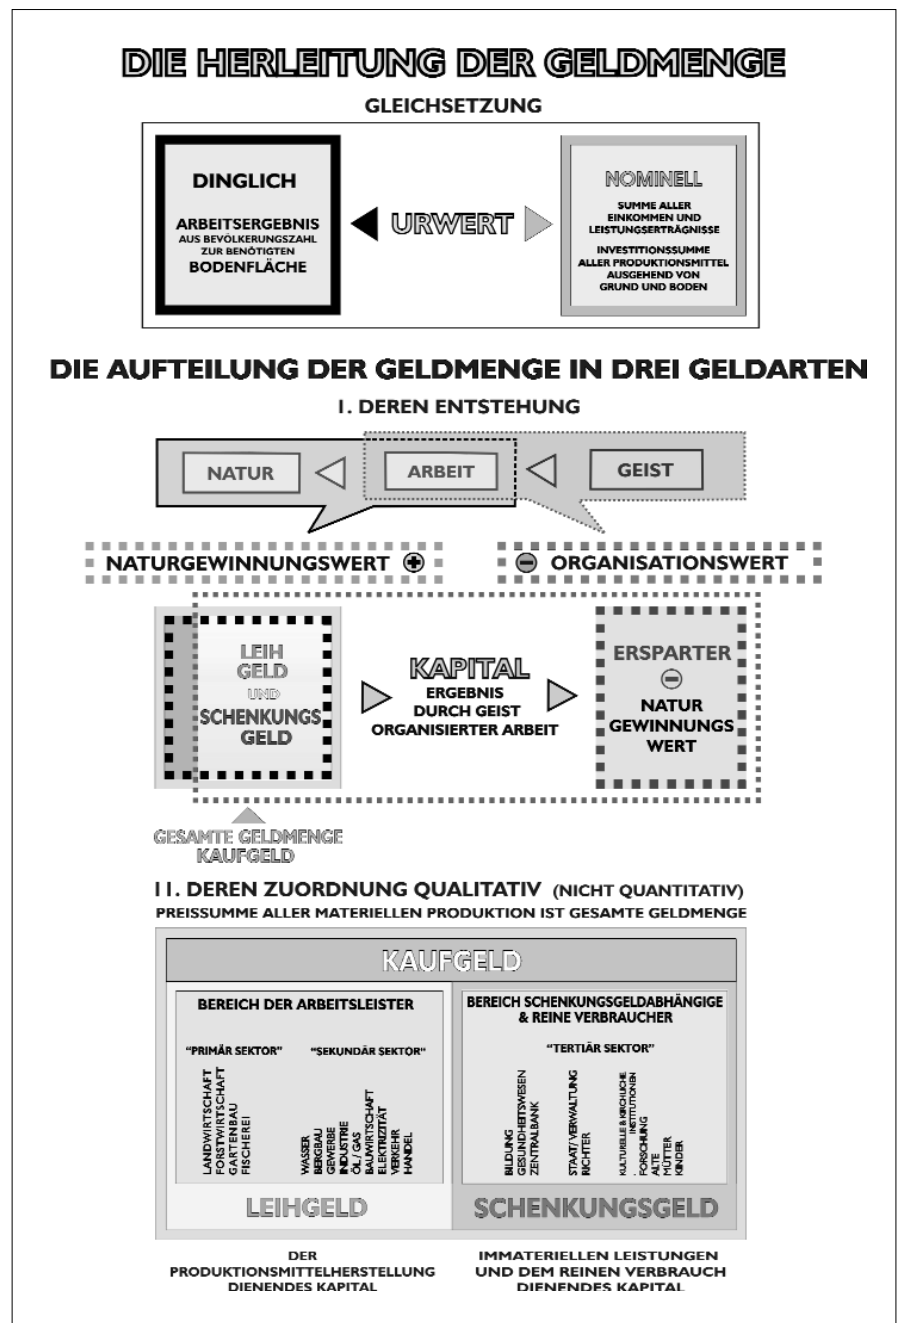 DIE HERLEITUNG DER GELDMENGE
GLEICHSETZUNG
DINGLICH
ARBEITSERGEBNIS
AUS BEVÖLKERUNGSZAHL
ZUR BENÖTIGTEN
BODENFLÄCHE
URWERT
NOMINELL
SUMME ALLER
EINKOMMEN UND
LEISTUNGSERTRÄGNISSE
INVESTITIONSSUMME
ALLER PRODUKTIONSMITTEL
AUSGEHEND VON
GRUND UND BODEN
DIE AUFTEILUNG DER GELDMENGE IN DREI GELDARTEN
I. DEREN ENTSTEHUNG
NATUR
ARBEIT
GEIST
NATURGEWINNUNGSWERT +
− ORGANISATIONSWERT
LEIH
GELD
UND
SCHENKUNGS
GELD
KAPITAL
ERGEBNIS
DURCH GEIST
ORGANISIERTER ARBEIT
ERSPARTER
−
NATUR
GEWINNUNGS
WERT
GESAMTE GELDMENGE
KAUFGELD
II. DEREN ZUORDNUNG QUALITATIV (NICHT QUANTITATIV)
PREISSUMME ALLER MATERIELLEN PRODUKTION IST GESAMTE GELDMENGE
KAUFGELD
BEREICH DER ARBEITSLEISTER
"PRIMÄR SEKTOR"
LANDWIRTSCHAFT
FORSTWIRTSCHAFT
GARTENBAU
FISCHEREI
"SEKUNDÄR SEKTOR"
WASSER
BERGBAU
GEWERBE
INDUSTRIE
ÖL / GAS
BAUWIRTSCHAFT
ELEKTRIZITÄT
VERKEHR
HANDEL
LEIHGELD
BEREICH SCHENKUNGSGELDABHÄNGIGE
& REINE VERBRAUCHER
"TERTIÄR SEKTOR"
BILDUNG
GESUNDHEITSWESEN
ZENTRALBANK
STAAT/ VERWALTUNG
RICHTER
KULTURELLE & KIRCHLICHE
. INSTITUTIONEN
FORSCHUNG
ALTE
MÜTTER
KINDER
SCHENKUNGSGELD
DER
PRODUKTIONSMITTELHERSTELLUNG
DIENENDES KAPITAL
IMMATERIELLEN LEISTUNGEN
UND DEM REINEN VERBRAUCH
DIENENDES KAPITAL